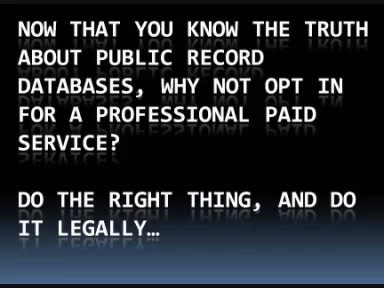 NOW THAT YOU KNOW THE TRUTH
ABOUT PUBLIC RECORD
DATABASES, WHY NOT OPT IN
FOR A PROFESSIONAL PAID
SERVICE?
DO THE RIGHT THING, AND DO
IT LEGALLY…